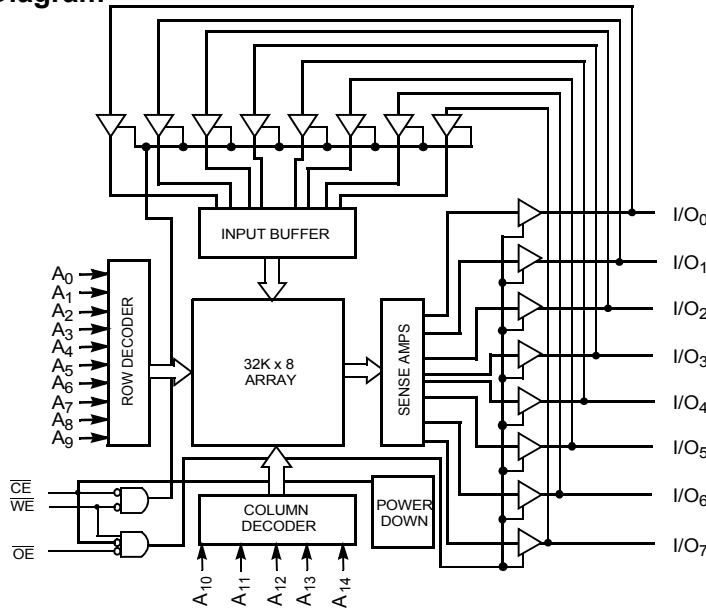 INPUT BUFFER
I/O0
I/O1
I/O2
I/O3
I/O4
I/O5
I/O6
I/O7
A0
A1
A2
A3
A4
A5
A6
A7
A8
A9
ROW DECODER
32K x 8
ARRAY
SENSE AMPS
CE
WE
OE
COLUMN
DECODER
POWER
DOWN
A10
A11
A12
A13
A14